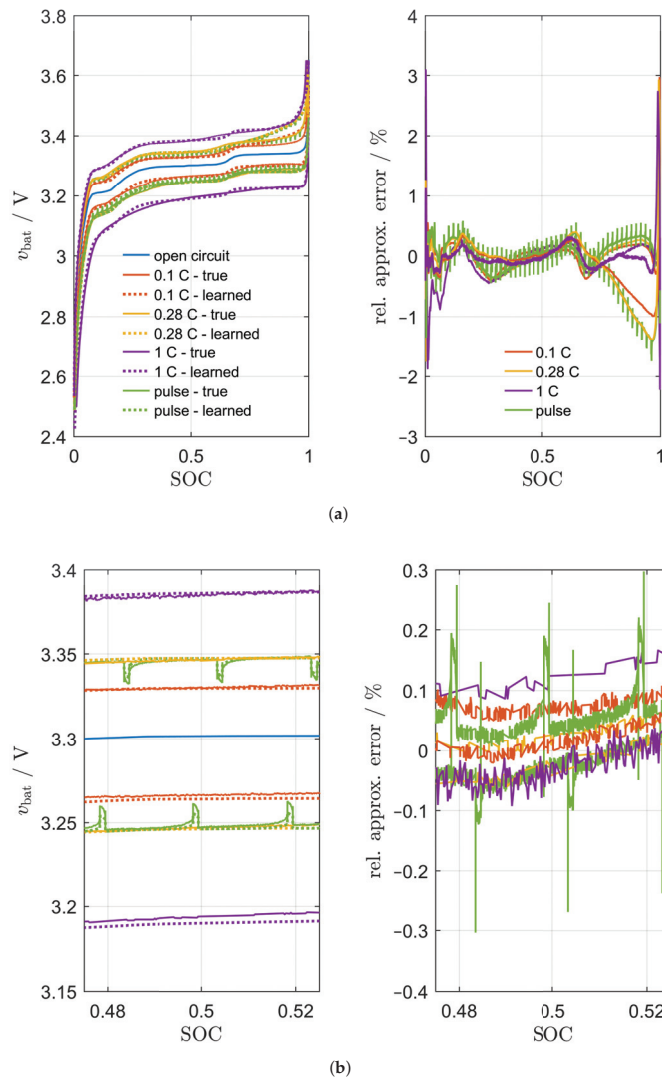 3.8
3.6
3.4
3.2
3
2.8
2.6
2.4
v_bat / V
open circuit
0.1 C - true
0.1 C - learned
0.28 C - true
0.28 C - learned
1 C - true
1 C - learned
pulse - true
pulse - learned
0
0.5
1
SOC
4
3
2
1
0
−1
−2
−3
rel. approx. error / %
0.1 C
0.28 C
1 C
pulse
0
0.5
1
SOC
(a)
3.4
3.35
3.3
3.25
3.2
3.15
v_bat / V
0.48
0.5
0.52
SOC
0.3
0.2
0.1
0
−0.1
−0.2
−0.3
−0.4
rel. approx. error / %
0.48
0.5
0.52
SOC
(b)